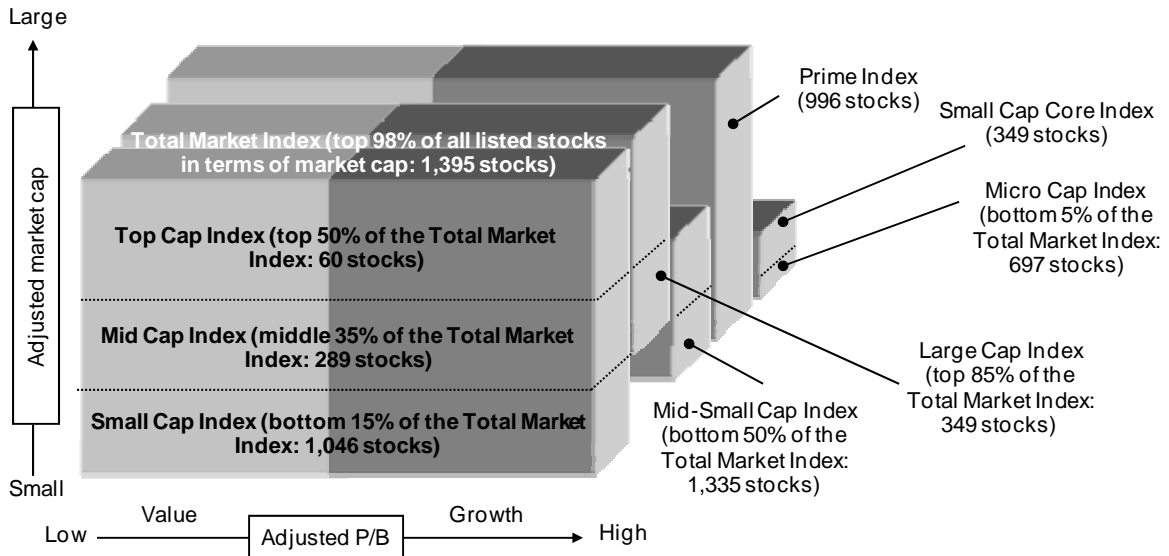 Large
Adjusted market cap
Small
Total Market Index (top 98% of all listed stocks
in terms of market cap: 1,395 stocks)
Top Cap Index (top 50% of the Total Market
Index: 60 stocks)
Mid Cap Index (middle 35% of the Total Market
Index: 289 stocks)
Small Cap Index (bottom 15% of the Total Market
Index: 1,046 stocks)
Prime Index
(996 stocks)
Small Cap Core Index
(349 stocks)
Micro Cap Index
(bottom 5% of the
Total Market Index:
697 stocks)
Large Cap Index
(top 85% of the
Total Market Index:
349 stocks)
Mid-Small Cap Index
(bottom 50% of the
Total Market Index:
1,335 stocks)
Low
Value
Adjusted P/B
Growth
High